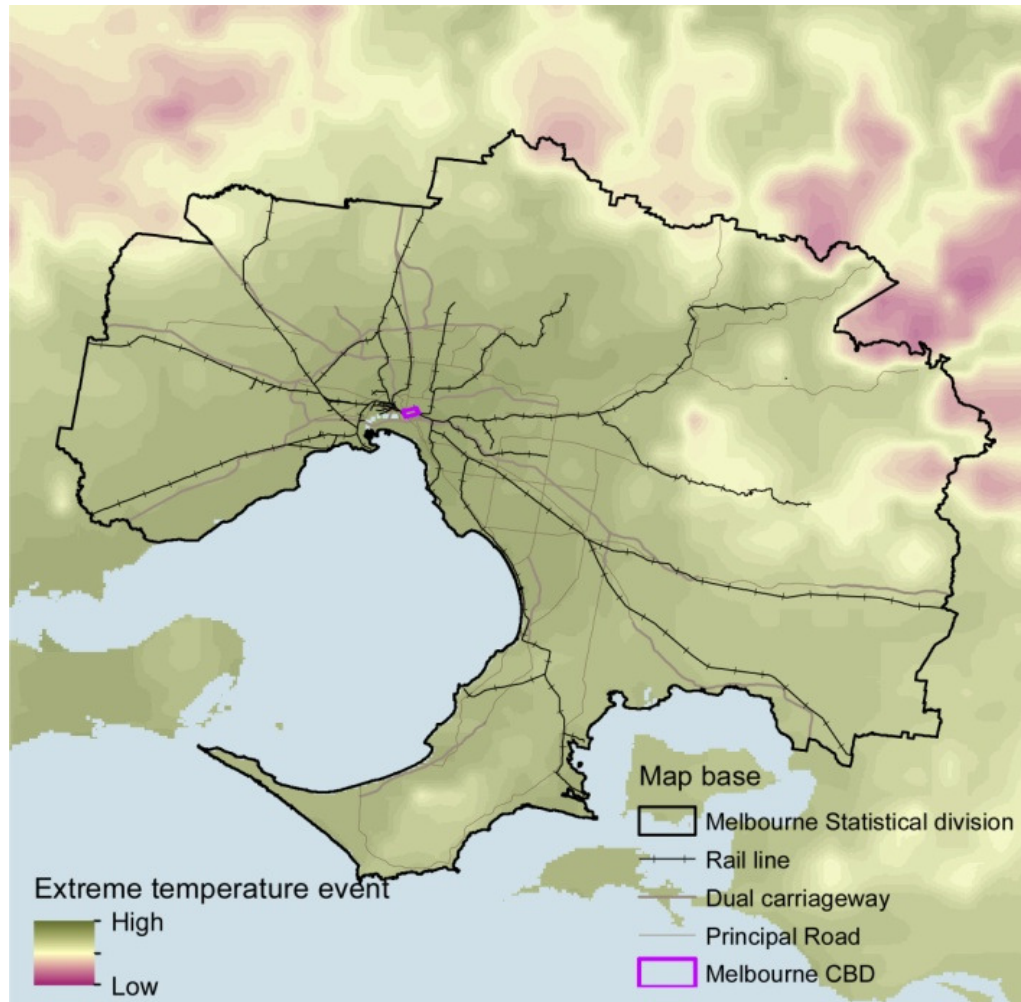 Map base
Melbourne Statistical division
Rail line
Dual carriageway
Principal Road
Melbourne CBD
Extreme temperature event
High
Low